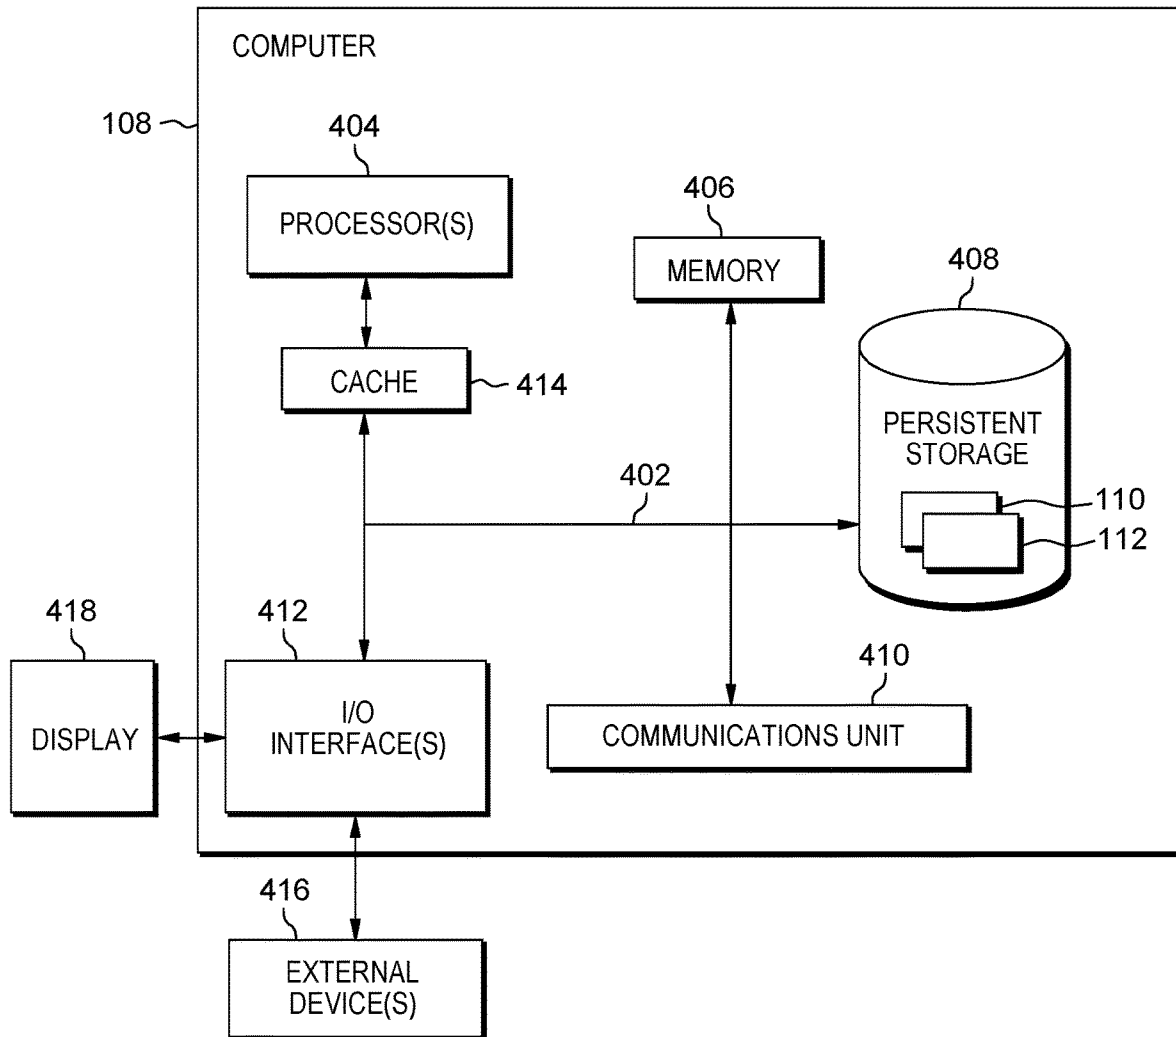 COMPUTER
108
404
PROCESSOR(S)
406
MEMORY
408
CACHE
414
PERSISTENT
STORAGE
402
110
112
418
412
410
DISPLAY
I/O
INTERFACE(S)
COMMUNICATIONS UNIT
416
EXTERNAL
DEVICE(S)